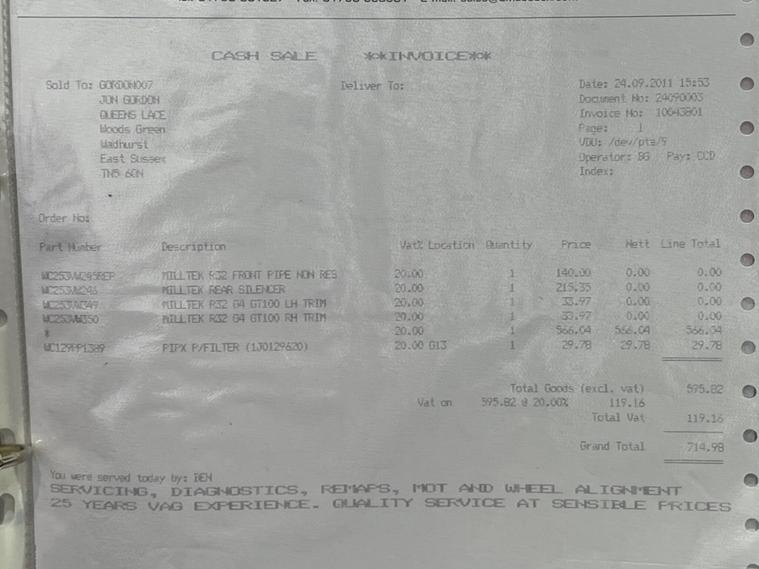 CASH SALE **INVOICE**
Sold To: GORDON007 Deliver To: Date: 24.09.2011 15:53
JON GORDON Document No: 24090003
QUEENS LACE Invoice No: 10643801
Woods Green Page: 1
Wadhurst VDU: /dev/pts/9
East Sussex Operator: BG Pay: CCD
TN5 6QN Index:
Order No:
Part Number Description Vat% Location Quantity Price Nett Line Total
MILLTEK R32 FRONT PIPE NON RES 20.00 1 140.00 0.00 0.00
MILLTEK REAR SILENCER 20.00 1 215.35 0.00 0.00
MILLTEK R32 G4 GT100 LH TRIM 20.00 1 33.97 0.00 0.00
MILLTEK R32 G4 GT100 RH TRIM 20.00 1 33.97 0.00 0.00
* 20.00 1 566.04 566.04 566.04
WC129PP1389 PIPX P/FILTER (1J0129620) 20.00 G13 1 29.78 29.78 29.78
Total Goods (excl. vat) 595.82
Vat on 595.82 @ 20.00% 119.16
Total Vat 119.16
Grand Total 714.98
You were served today by: BEN
SERVICING, DIAGNOSTICS, REMAPS, MOT AND WHEEL ALIGNMENT
25 YEARS VAG EXPERIENCE. QUALITY SERVICE AT SENSIBLE PRICES